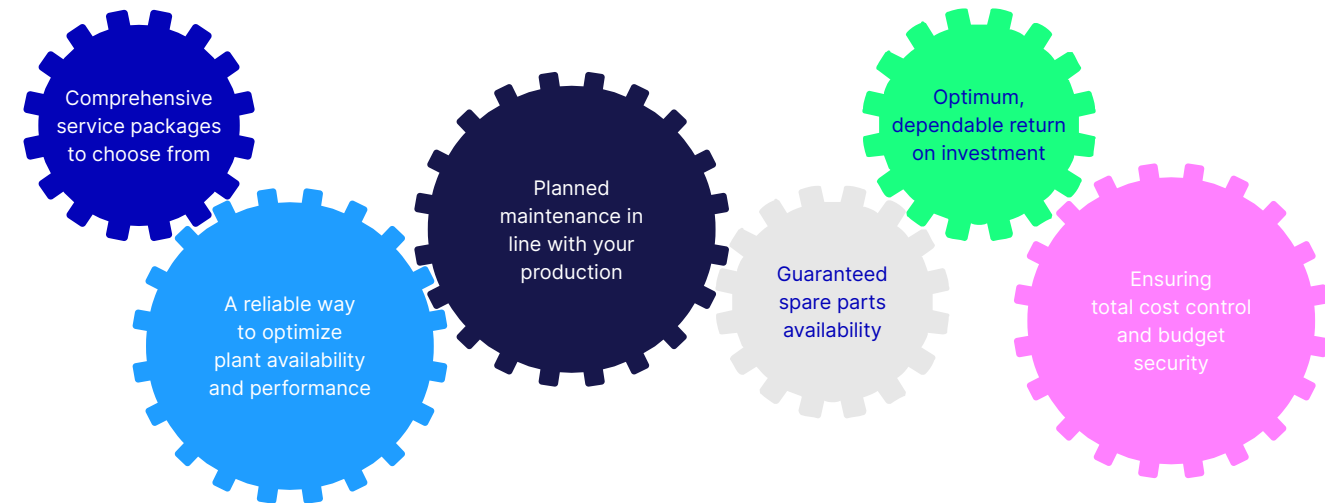 Comprehensive
service packages
to choose from
A reliable way
to optimize
plant availability
and performance
Planned
maintenance in
line with your
production
Guaranteed
spare parts
availability
Optimum,
dependable return
on investment
Ensuring
total cost control
and budget
security